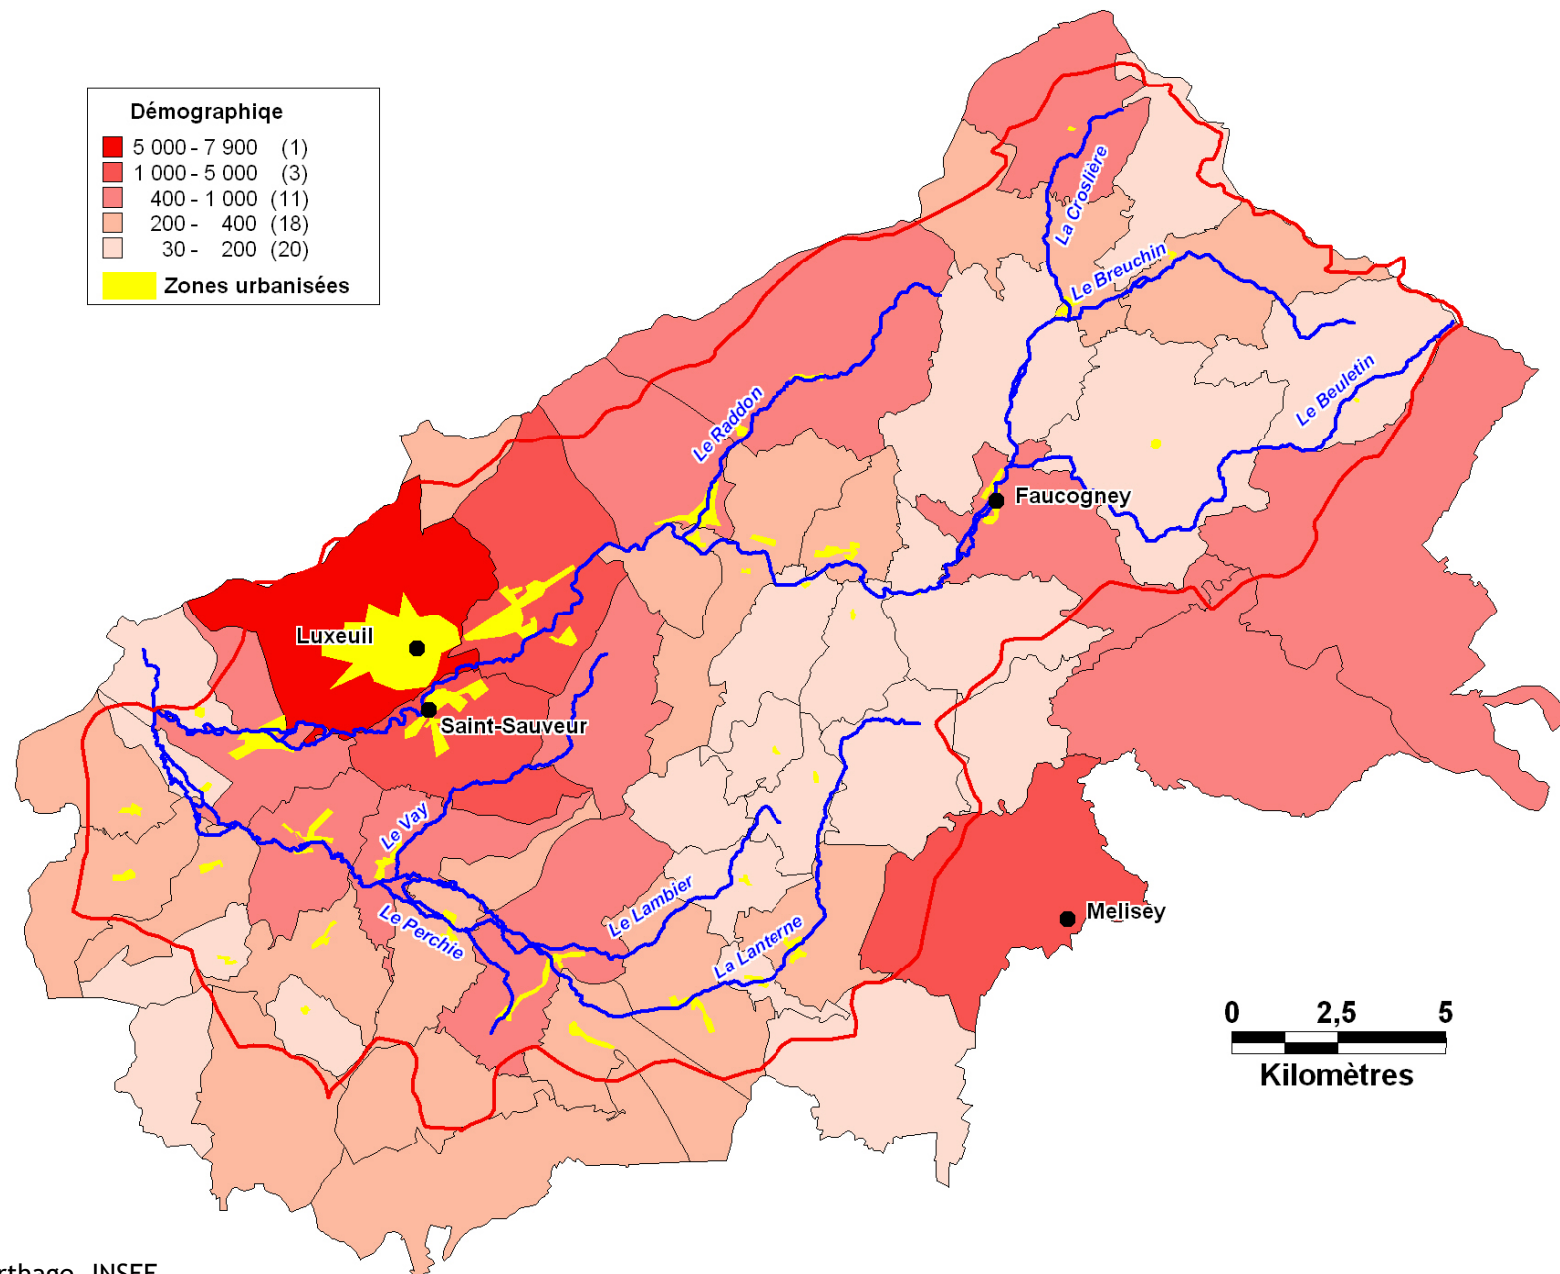 Démographiqe
5 000 - 7 900 (1)
1 000 - 5 000 (3)
400 - 1 000 (11)
200 - 400 (18)
30 - 200 (20)
Zones urbanisées
La Croslière
Le Breuchin
Le Beuletin
Le Raddon
Faucogney
Luxeuil
Saint-Sauveur
Le Vay
Le Lambier
Le Perchie
La Lanterne
Melisey
0 2,5 5
Kilomètres
rthago, INSEE